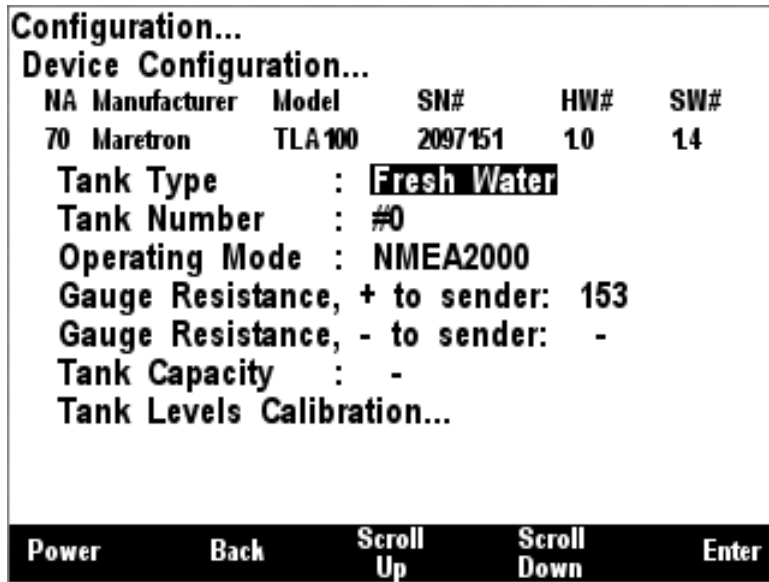 Configuration...
Device Configuration...
NA Manufacturer Model SN# HW# SW#
70 Maretron TLA100 2097151 1.0 1.4
Tank Type : Fresh Water
Tank Number : #0
Operating Mode : NMEA2000
Gauge Resistance, + to sender: 153
Gauge Resistance, - to sender: -
Tank Capacity : -
Tank Levels Calibration...
Power Back Scroll Up Scroll Down Enter